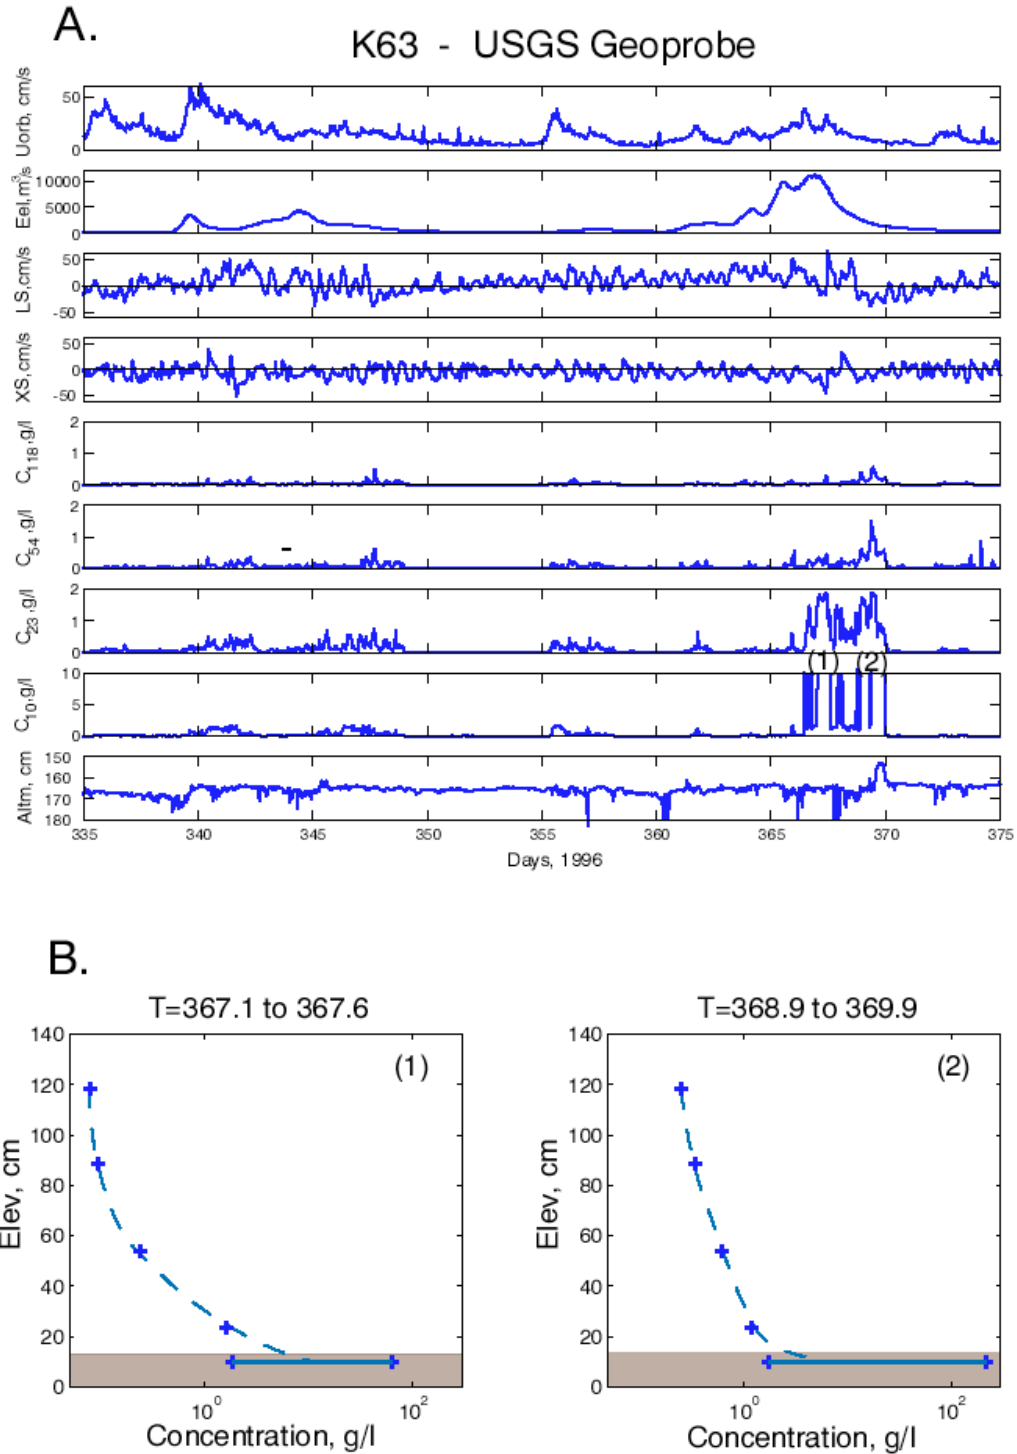 A.
K63 - USGS Geoprobe
Uorb, cm/s
50
0
Eel,m³/s
10000
5000
0
LS,cm/s
50
0
-50
XS,cm/s
50
0
-50
C118,g/l
2
1
0
C54,g/l
2
1
0
C23,g/l
2
1
0
(1) (2)
C10,g/l
10
5
0
Altm, cm
150
160
170
180
335 340 345 350 355 360 365 370 375
Days, 1996
B.
T=367.1 to 367.6
(1)
Elev, cm
140
120
100
80
60
40
20
0
10⁰ 10²
Concentration, g/l
T=368.9 to 369.9
(2)
Elev, cm
140
120
100
80
60
40
20
0
10⁰ 10²
Concentration, g/l